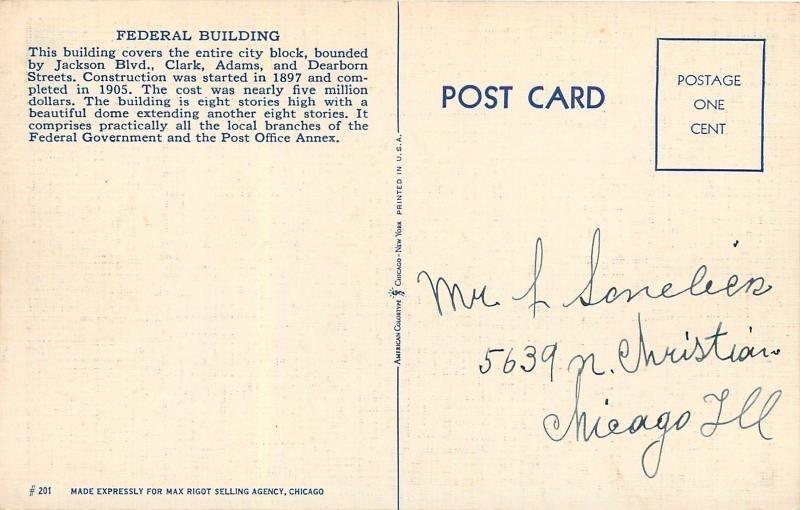 FEDERAL BUILDING
This building covers the entire city block, bounded
by Jackson Blvd., Clark, Adams, and Dearborn
Streets. Construction was started in 1897 and com-
pleted in 1905. The cost was nearly five million
dollars. The building is eight stories high with a
beautiful dome extending another eight stories. It
comprises practically all the local branches of the
Federal Government and the Post Office Annex.
# 201 MADE EXPRESSLY FOR MAX RIGOT SELLING AGENCY, CHICAGO
AMERICAN COLORTYPE CHICAGO - NEW YORK PRINTED IN U.S.A.
POST CARD
POSTAGE
ONE
CENT
Mr.
5639 N. Christian
Chicago Ill